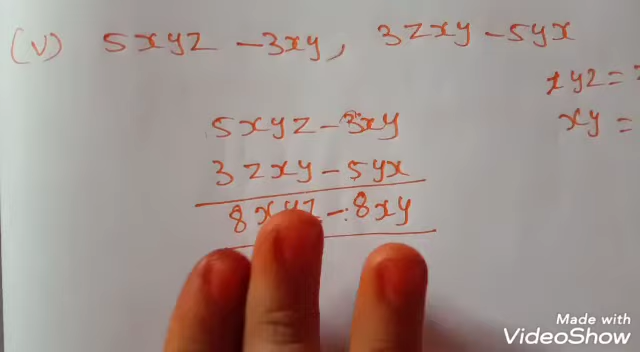 (V) 5xyz - 3xy, 3zxy - 5yx
xyz =
xy =
5xyz - 3xy
3zxy - 5yx
8xyz - 8xy
Made with
VideoShow